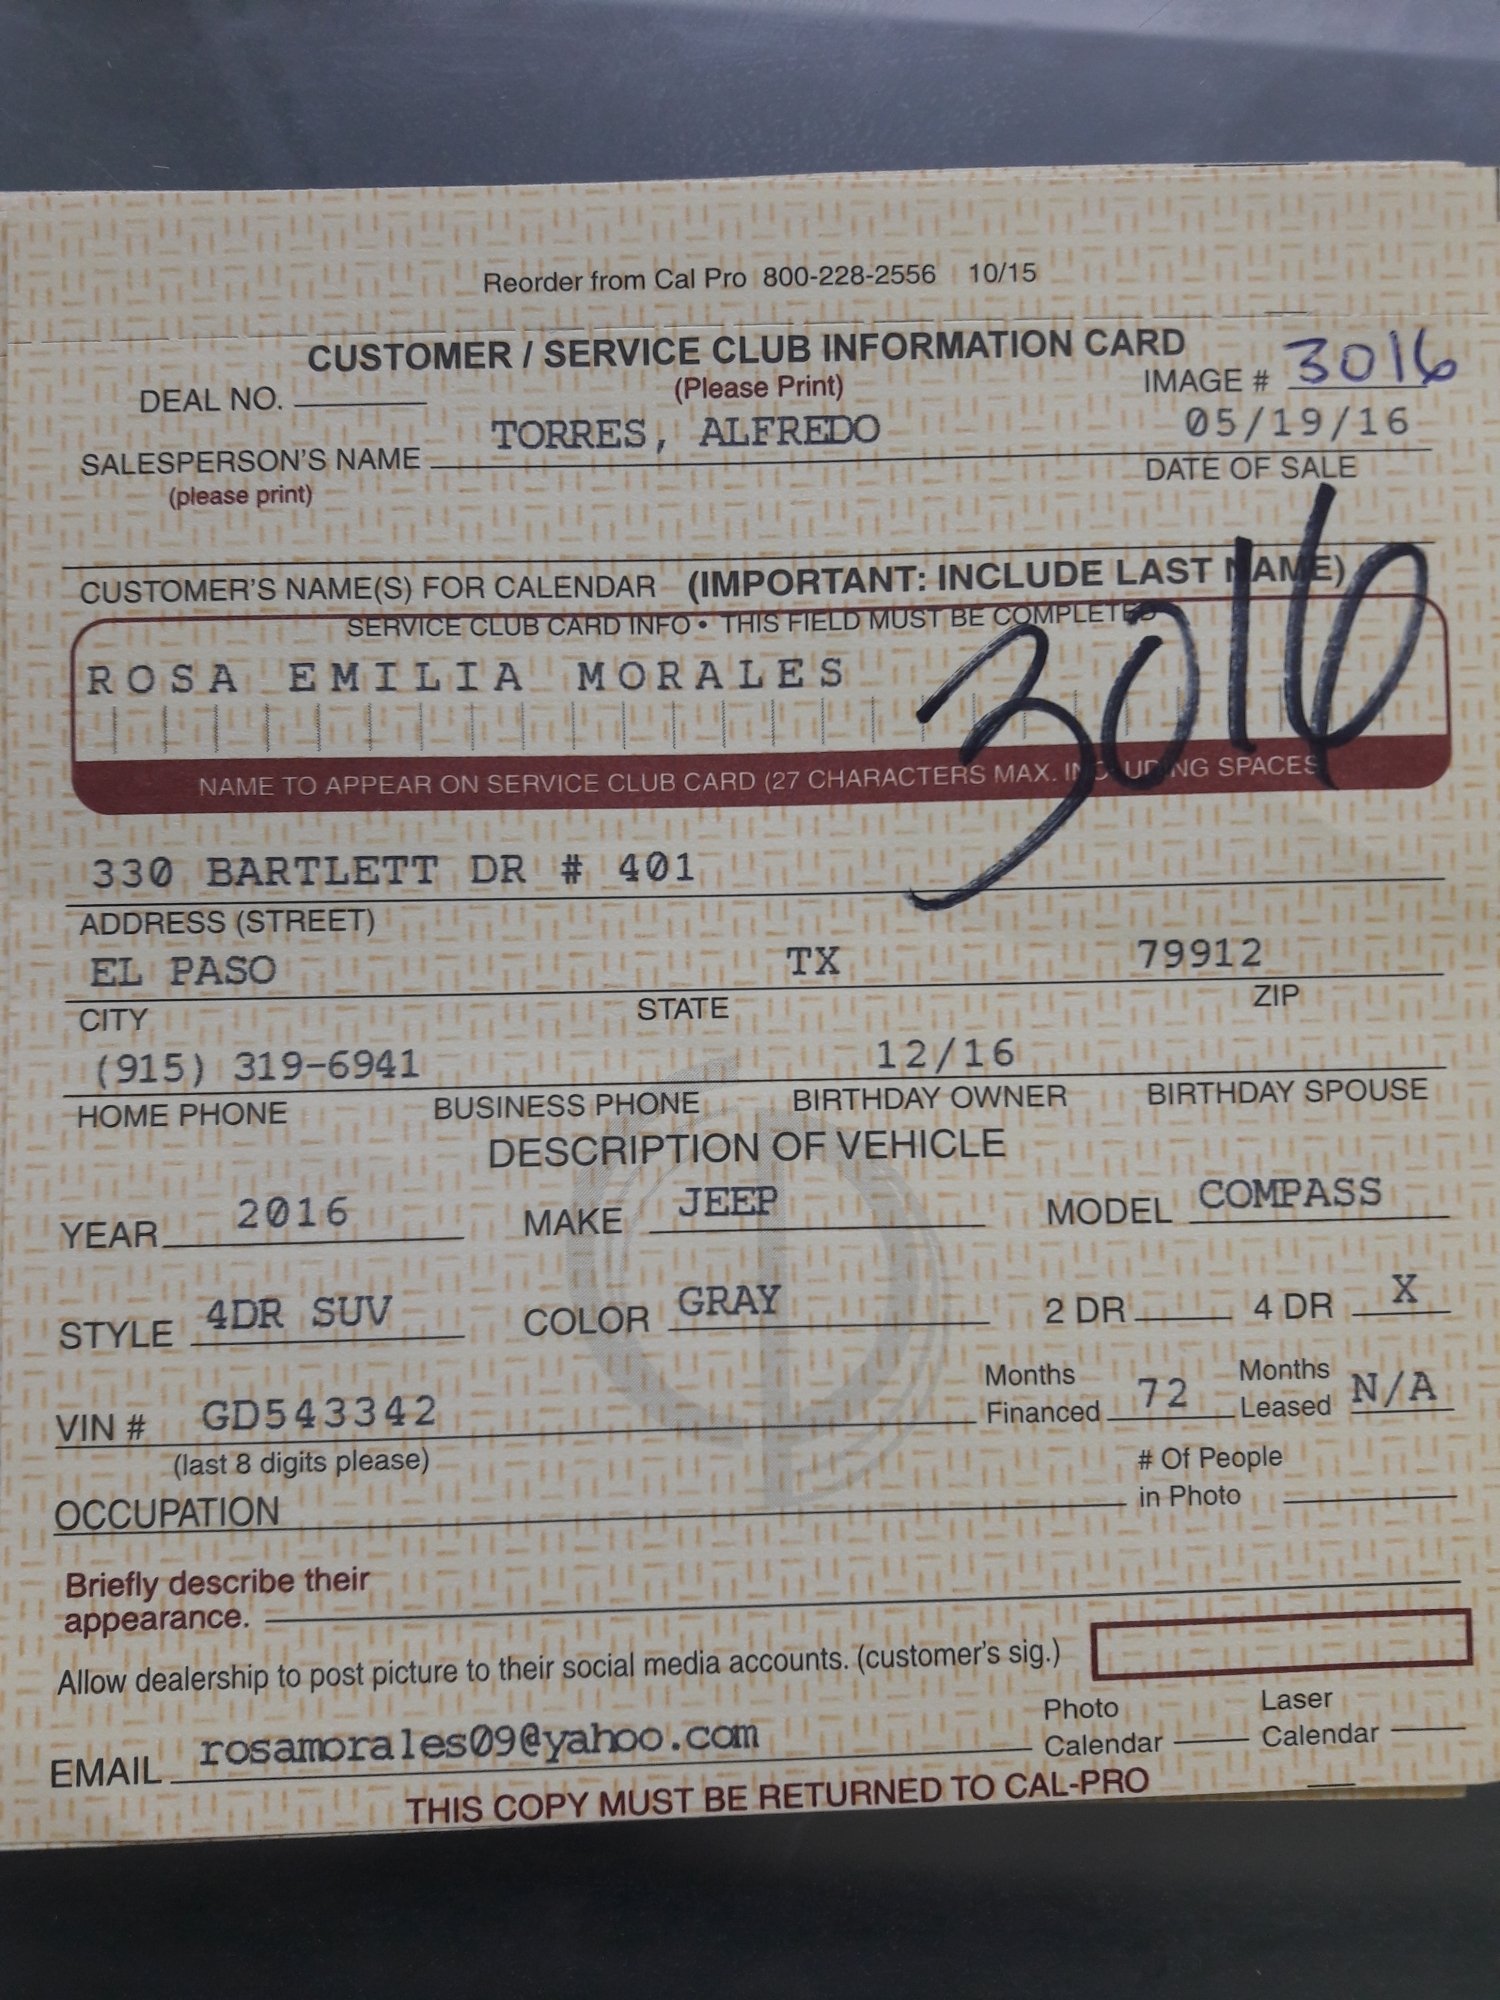 Reorder from Cal Pro 800-228-2556 10/15
CUSTOMER / SERVICE CLUB INFORMATION CARD
(Please Print)
DEAL NO.
IMAGE # 3016
TORRES, ALFREDO
05/19/16
SALESPERSON'S NAME
DATE OF SALE
(please print)
CUSTOMER'S NAME(S) FOR CALENDAR (IMPORTANT: INCLUDE LAST NAME)
SERVICE CLUB CARD INFO • THIS FIELD MUST BE COMPLETED
ROSA EMILIA MORALES
3016
NAME TO APPEAR ON SERVICE CLUB CARD (27 CHARACTERS MAX. INCLUDING SPACES
330 BARTLETT DR # 401
ADDRESS (STREET)
EL PASO TX 79912
CITY STATE ZIP
(915) 319-6941 12/16
HOME PHONE BUSINESS PHONE BIRTHDAY OWNER BIRTHDAY SPOUSE
DESCRIPTION OF VEHICLE
YEAR 2016 MAKE JEEP MODEL COMPASS
STYLE 4DR SUV COLOR GRAY 2 DR 4 DR X
VIN # GD543342 Months Financed 72 Months Leased N/A
(last 8 digits please)
OCCUPATION # Of People in Photo
Briefly describe their
appearance.
Allow dealership to post picture to their social media accounts. (customer's sig.)
EMAIL rosamorales09@yahoo.com Photo Calendar Laser Calendar
THIS COPY MUST BE RETURNED TO CAL-PRO